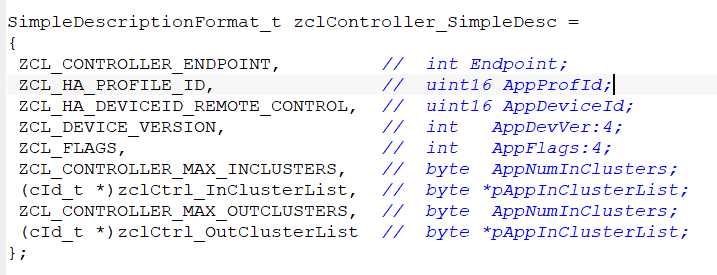 SimpleDescriptionFormat_t zclController_SimpleDesc =
{
ZCL_CONTROLLER_ENDPOINT, // int Endpoint;
ZCL_HA_PROFILE_ID, // uint16 AppProfId;
ZCL_HA_DEVICEID_REMOTE_CONTROL, // uint16 AppDeviceId;
ZCL_DEVICE_VERSION, // int AppDevVer:4;
ZCL_FLAGS, // int AppFlags:4;
ZCL_CONTROLLER_MAX_INCLUSTERS, // byte AppNumInClusters;
(cId_t *)zclCtrl_InClusterList, // byte *pAppInClusterList;
ZCL_CONTROLLER_MAX_OUTCLUSTERS, // byte AppNumInClusters;
(cId_t *)zclCtrl_OutClusterList // byte *pAppInClusterList;
};